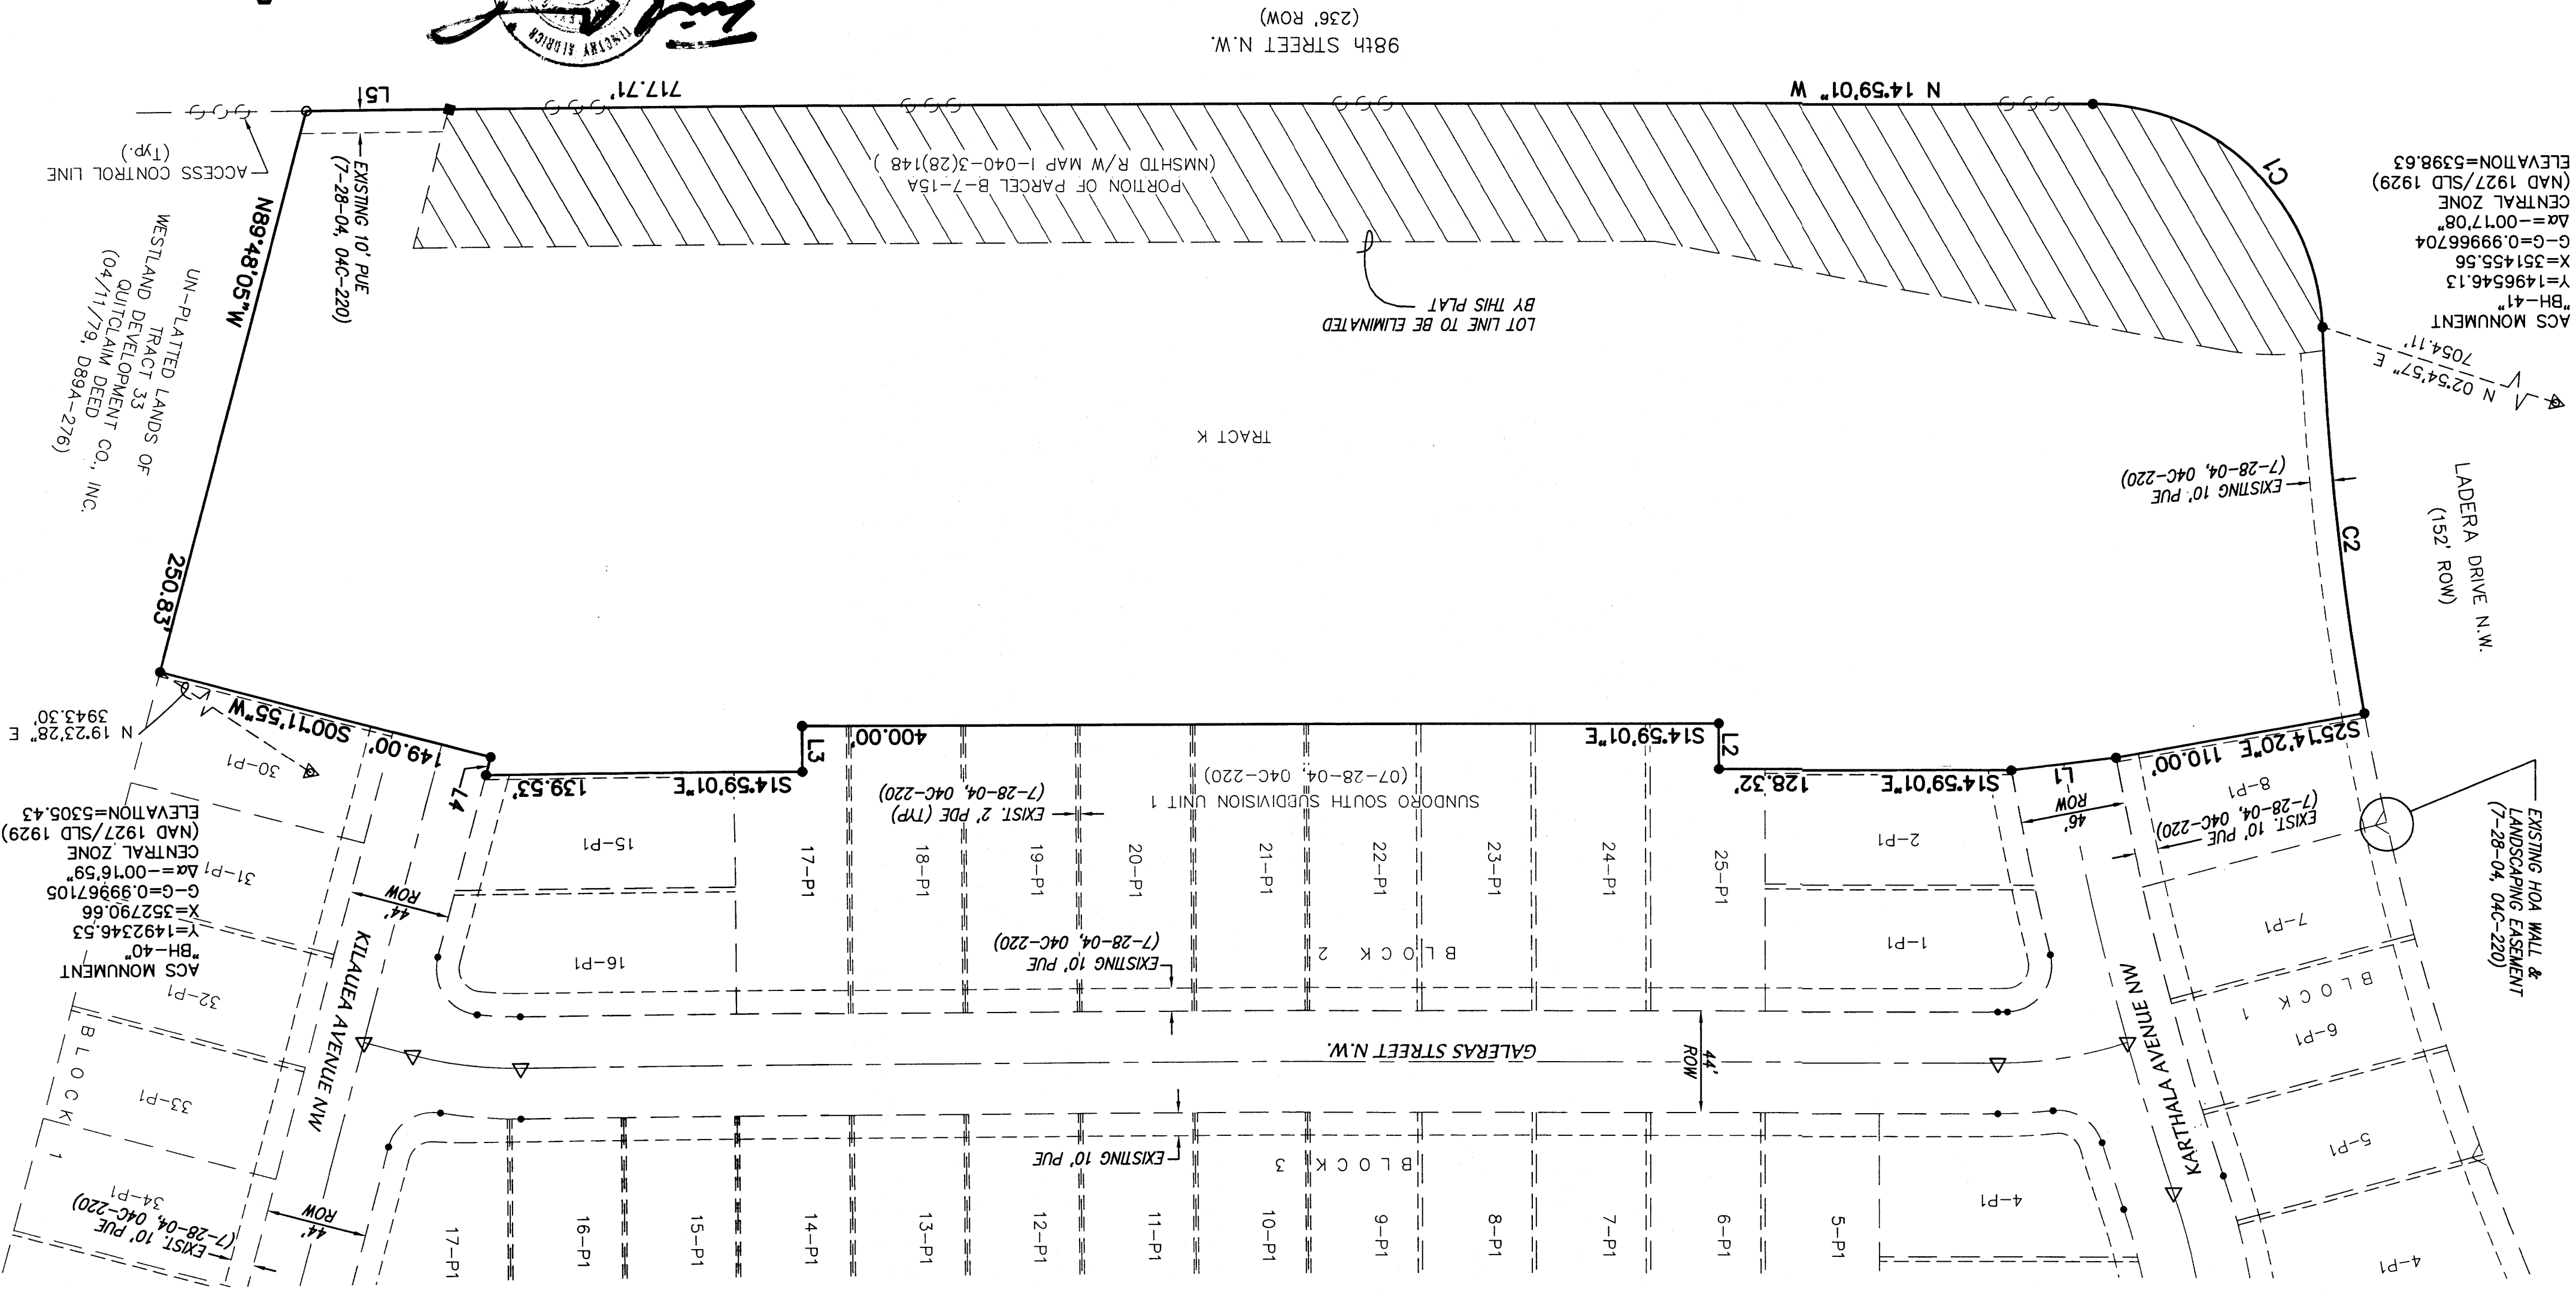 EXIST. 10' PUE
(7-28-04, 04C-220)
34-P1
44'
ROW
17-P1
16-P1
15-P1
14-P1
13-P1
12-P1
11-P1
10-P1
9-P1
8-P1
7-P1
6-P1
5-P1
4-P1
4-P1
5-P1
6-P1
7-P1
8-P1
BLOCK 1
BLOCK 3
EXISTING 10' PUE
33-P1
32-P1
31-P1
30-P1
BLOCK 1
KILAUEA AVENUE NW
44'
ROW
GALERAS STREET N.W.
44'
ROW
KARTHALA AVENUE NW
EXISTING HOA WALL &
LANDSCAPING EASEMENT
(7-28-04, 04C-220)
ACS MONUMENT
"BH-40"
Y=1492346.53
X=352790.66
G-G=0.99967105
Δα=-00°16'59"
CENTRAL ZONE
(NAD 1927/SLD 1929)
ELEVATION=5305.43
N 19°23'28" E
3943.30'
16-P1
15-P1
EXISTING 10' PUE
(7-28-04, 04C-220)
BLOCK 2
1-P1
2-P1
17-P1
18-P1
19-P1
20-P1
21-P1
22-P1
23-P1
24-P1
25-P1
EXIST. 2' PDE (TYP)
(7-28-04, 04C-220)
SUNDORO SOUTH SUBDIVISION UNIT 1
(07-28-04, 04C-220)
EXIST. 10' PUE
(7-28-04, 04C-220)
46'
ROW
S00°11'55"W
149.00'
L4
S14°59'01"E
139.53'
L3
S14°59'01"E
400.00'
L2
S14°59'01"E
128.32'
L1
S25°14'20"E
110.00'
250.83'
N89°48'05"W
UN-PLATTED LANDS OF
TRACT 33
WESTLAND DEVELOPMENT CO., INC.
QUITCLAIM DEED
(04/11/79, D89A-276)
TRACT K
LADERA DRIVE N.W.
(152' ROW)
C2
EXISTING 10' PUE
(7-28-04, 04C-220)
N 02°54'57" E
7054.11'
ACS MONUMENT
"BH-41"
Y=1496546.13
X=351455.56
G-G=0.99966704
Δα=-00°17'08"
CENTRAL ZONE
(NAD 1927/SLD 1929)
ELEVATION=5398.63
LOT LINE TO BE ELIMINATED
BY THIS PLAT
PORTION OF PARCEL B-7-15A
(NMSHTD R/W MAP I-040-3(28)148)
EXISTING 10' PUE
(7-28-04, 04C-220)
ACCESS CONTROL LINE
(Typ.)
C1
L51
717.71'
N 14°59'01" W
98th STREET N.W.
(236' ROW)
TIMOTHY ALDRICH